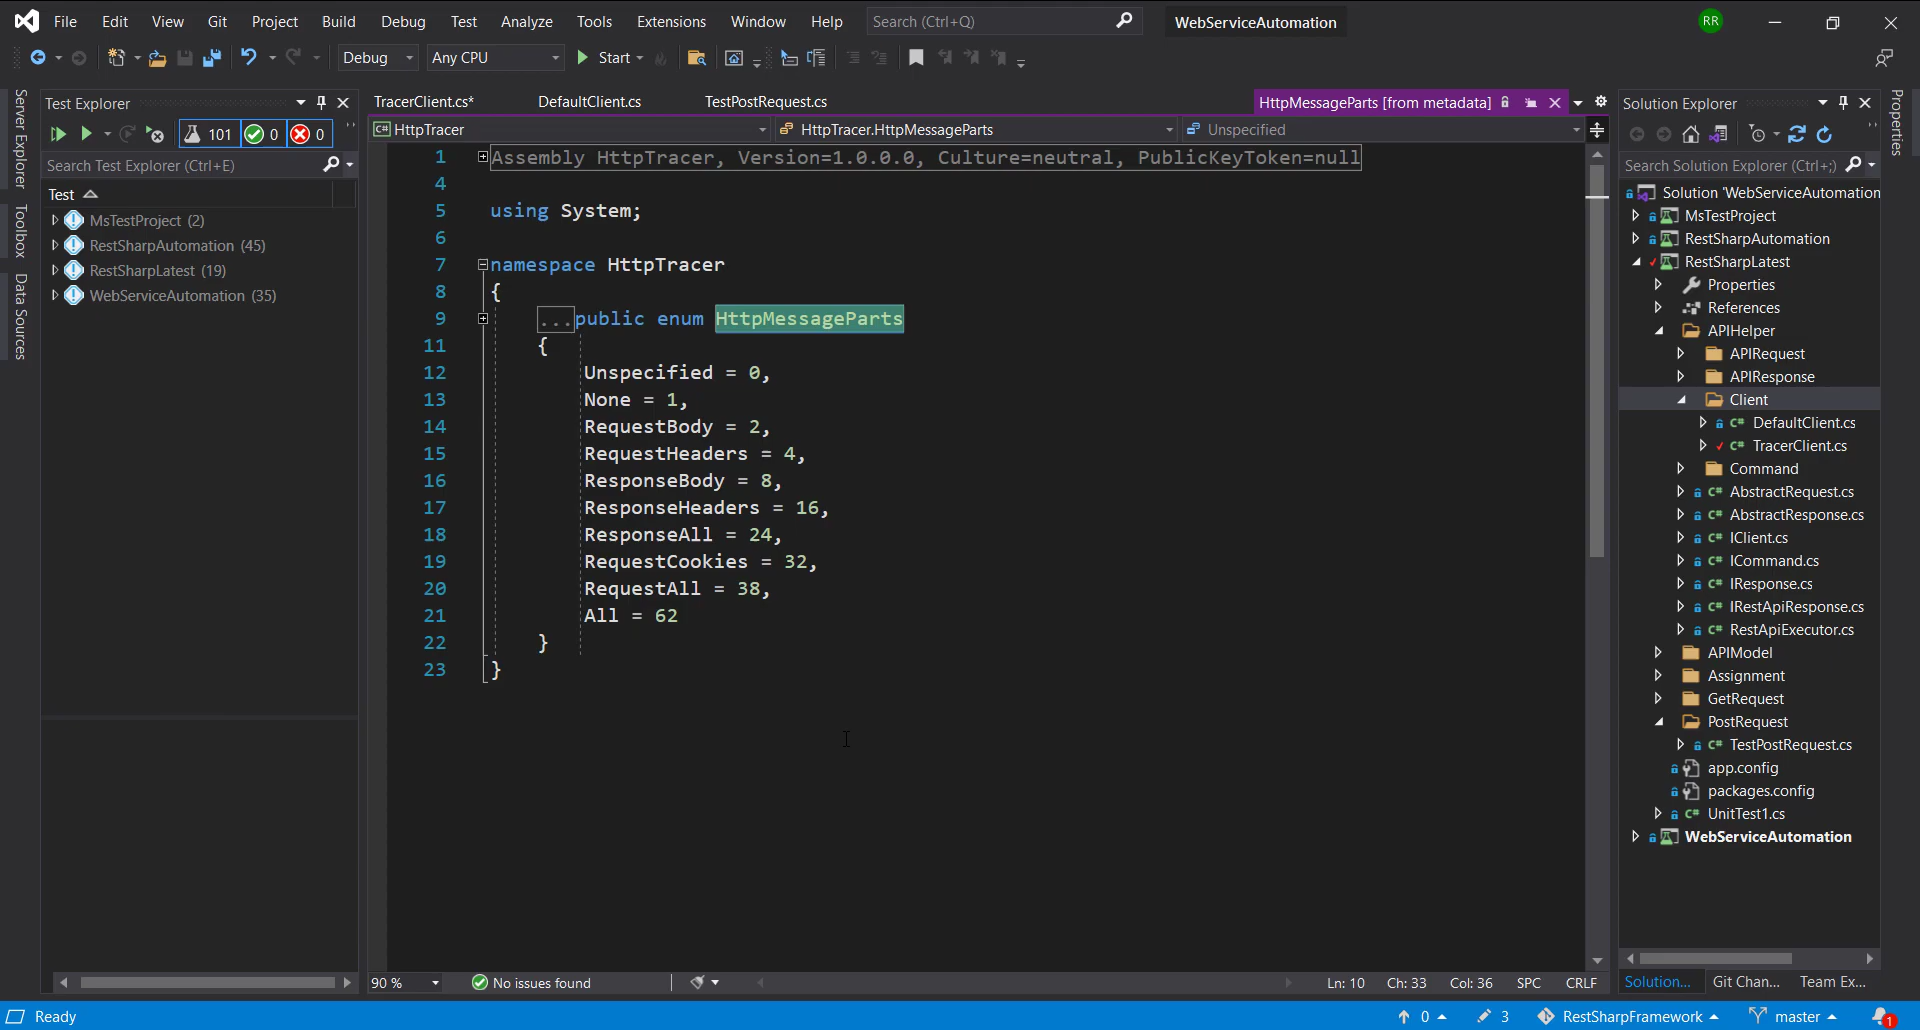 File Edit View Git Project Build Debug Test Analyze Tools Extensions Window Help Search (Ctrl+Q) WebServiceAutomation RR
Debug Any CPU Start
Server Explorer
Toolbox
Data Sources
Test Explorer
101 0 0
Search Test Explorer (Ctrl+E)
Test
MsTestProject (2)
RestSharpAutomation (45)
RestSharpLatest (19)
WebServiceAutomation (35)
TracerClient.cs* DefaultClient.cs TestPostRequest.cs HttpMessageParts [from metadata]
C# HttpTracer HttpTracer.HttpMessageParts Unspecified
1 Assembly HttpTracer, Version=1.0.0.0, Culture=neutral, PublicKeyToken=null
4
5 using System;
6
7 namespace HttpTracer
8 {
9 ...public enum HttpMessageParts
11 {
12 Unspecified = 0,
13 None = 1,
14 RequestBody = 2,
15 RequestHeaders = 4,
16 ResponseBody = 8,
17 ResponseHeaders = 16,
18 ResponseAll = 24,
19 RequestCookies = 32,
20 RequestAll = 38,
21 All = 62
22 }
23 }
90 % No issues found Ln: 10 Ch: 33 Col: 36 SPC CRLF
Solution Explorer
Search Solution Explorer (Ctrl+;)
Solution 'WebServiceAutomation
MsTestProject
RestSharpAutomation
RestSharpLatest
Properties
References
APIHelper
APIRequest
APIResponse
Client
C# DefaultClient.cs
C# TracerClient.cs
Command
C# AbstractRequest.cs
C# AbstractResponse.cs
C# IClient.cs
C# ICommand.cs
C# IResponse.cs
C# IRestApiResponse.cs
C# RestApiExecutor.cs
APIModel
Assignment
GetRequest
PostRequest
C# TestPostRequest.cs
app.config
packages.config
C# UnitTest1.cs
WebServiceAutomation
Solution... Git Chan... Team Ex...
Properties
Ready 0 3 RestSharpFramework master 1